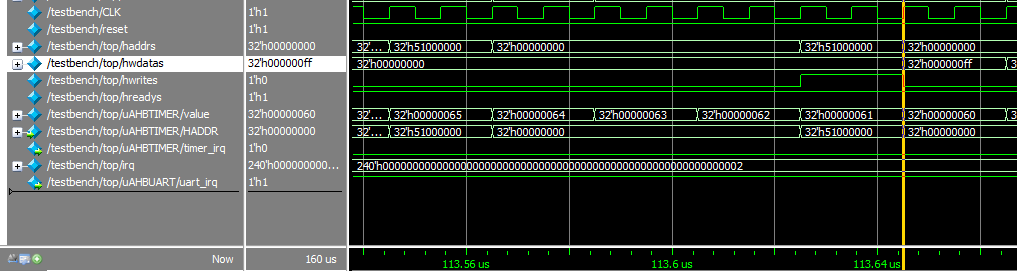 /testbench/CLK 1'h1
/testbench/reset 1'h1
/testbench/top/haddrs 32'h00000000 32'... 32'h51000000 32'h00000000 32'h51000000 32'h00000000
/testbench/top/hwdatas 32'h000000ff 32'h00000000 32'h000000ff 3
/testbench/top/hwrites 1'h0
/testbench/top/hreadys 1'h1
/testbench/top/uAHBTIMER/value 32'h00000060 32'... 32'h00000065 32'h00000064 32'h00000063 32'h00000062 32'h00000061 32'h00000060 3
/testbench/top/uAHBTIMER/HADDR 32'h00000000 32'... 32'h51000000 32'h00000000 32'h51000000 32'h00000000
/testbench/top/uAHBTIMER/timer_irq 1'h0
/testbench/top/irq 240'h000000000... 240'h000000000000000000000000000000000000000000000000000000000002
/testbench/top/uAHBUART/uart_irq 1'h1
Now 160 us 113.56 us 113.6 us 113.64 us